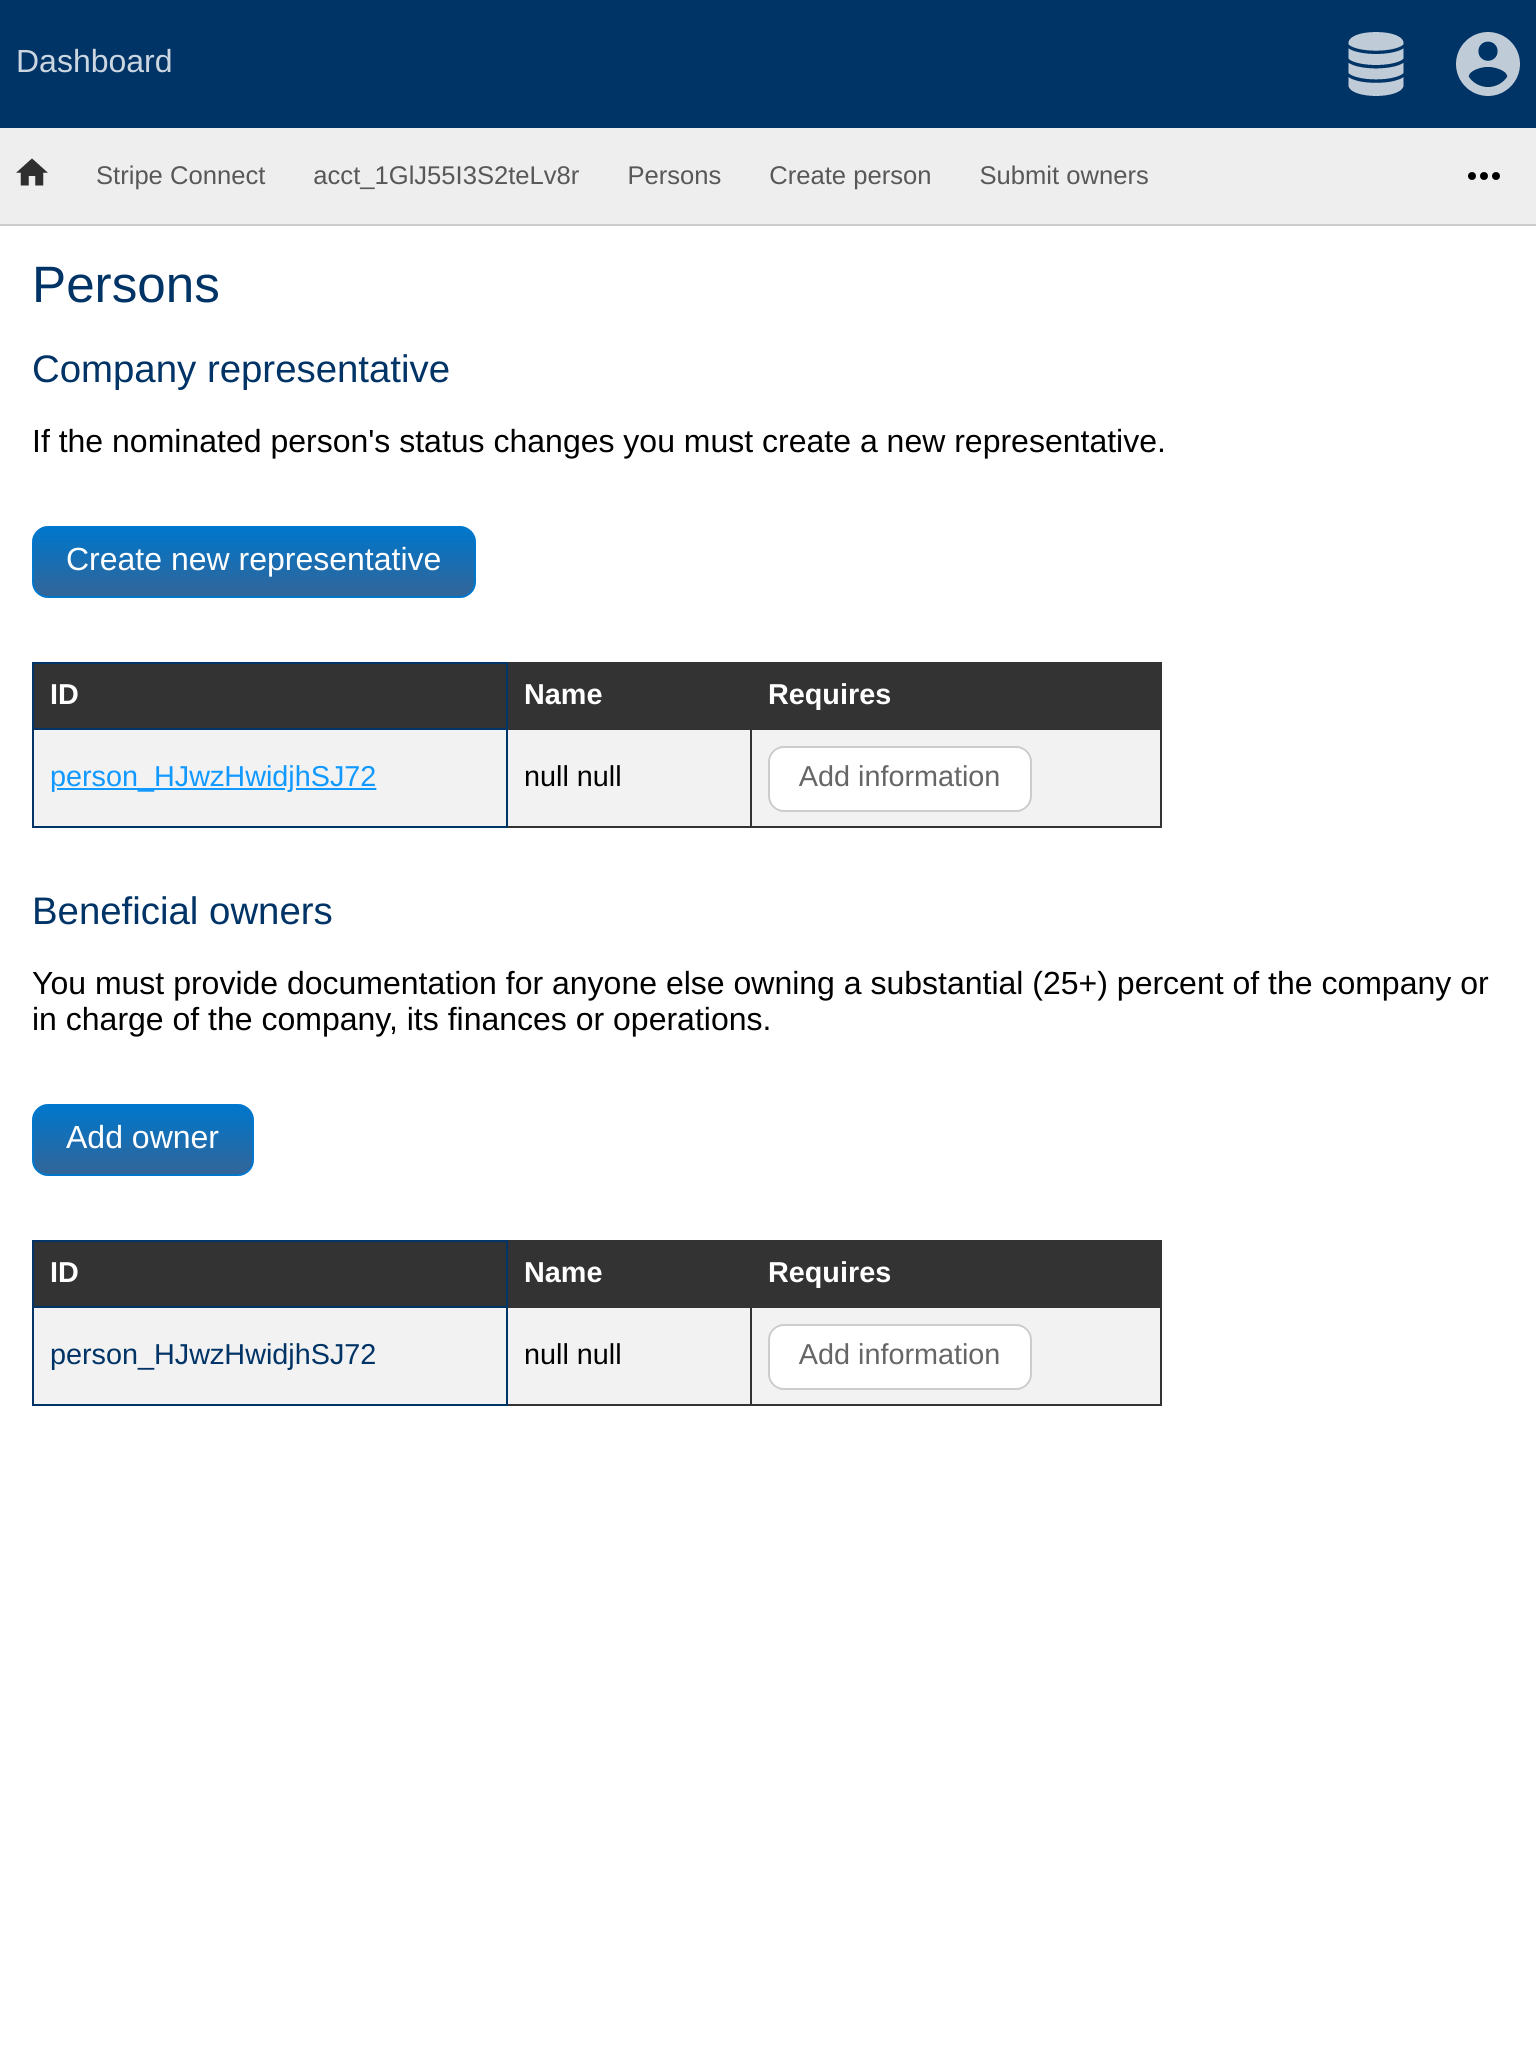 Dashboard
Stripe Connect acct_1GlJ55I3S2teLv8r Persons Create person Submit owners
Persons
Company representative
If the nominated person's status changes you must create a new representative.
Create new representative
ID Name Requires
person_HJwzHwidjhSJ72 null null Add information
Beneficial owners
You must provide documentation for anyone else owning a substantial (25+) percent of the company or
in charge of the company, its finances or operations.
Add owner
ID Name Requires
person_HJwzHwidjhSJ72 null null Add information